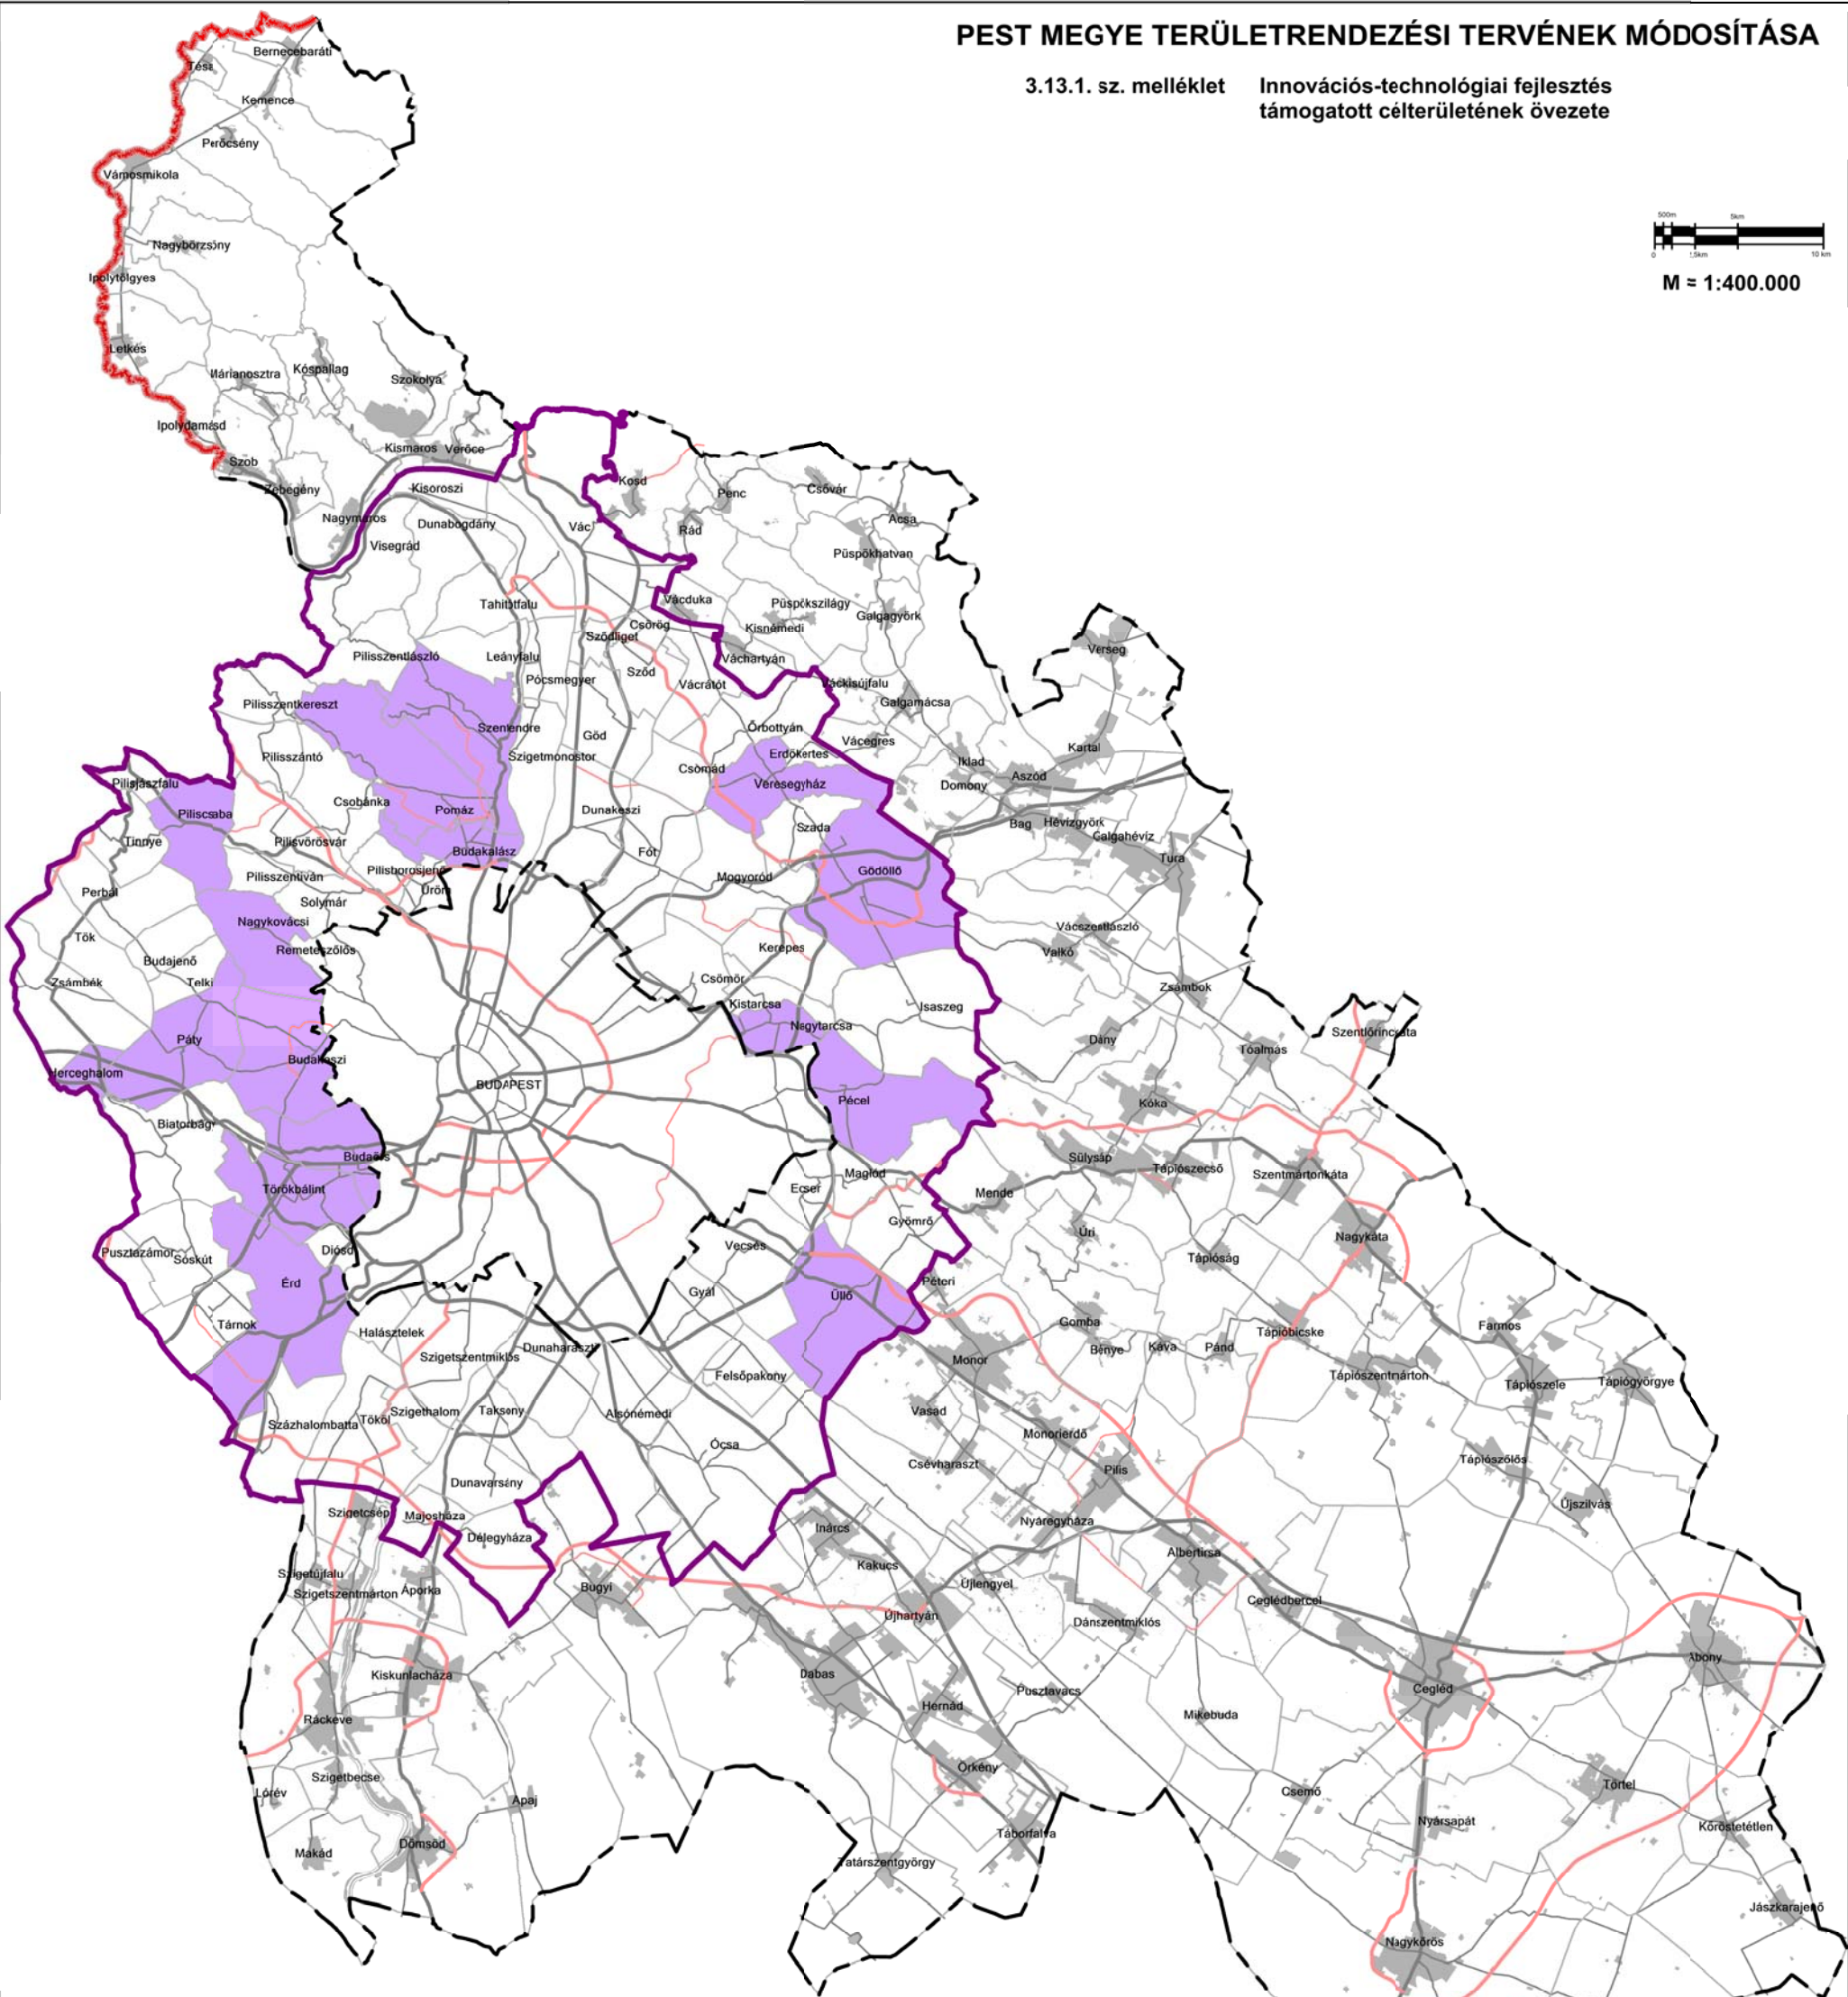 PEST MEGYE TERÜLETRENDEZÉSI TERVÉNEK MÓDOSÍTÁSA
3.13.1. sz. melléklet Innovációs-technológiai fejlesztés
támogatott célterületének övezete
500m 5km
0 1,5km 10 km
M = 1:400.000
Bernecebaráti
Tésa
Kemence
Perőcsény
Vámosmikola
Nagybörzsöny
Ipolytölgyes
Letkés
Márianosztra
Kóspallag
Szokolya
Ipolydamásd
Szob
Kismaros
Verőce
Zebegény
Kisoroszi
Nagymaros
Dunabogdány
Visegrád
Vác
Kosd
Penc
Csővár
Rád
Acsa
Püspökhatvan
Tahitótfalu
Vácduka
Püspökszilágy
Galgagyörk
Csörög
Kisnémedi
Sződliget
Pilisszentlászló
Leányfalu
Váchartyán
Verseg
Pócsmegyer
Sződ
Vácrátót
Váckisújfalu
Galgamácsa
Pilisszentkereszt
Szentendre
Göd
Őrbottyán
Vácegres
Kartal
Pilisszántó
Szigetmonostor
Erdőkertes
Csomád
Iklad
Aszód
Pilisjászfalu
Veresegyház
Domony
Piliscsaba
Csobánka
Pomáz
Dunakeszi
Szada
Bag
Hévízgyörk
Galgahévíz
Tinnye
Pilisvörösvár
Budakalász
Fót
Tura
Pilisszentiván
Pilisborosjenő
Üröm
Mogyoród
Gödöllő
Perbál
Solymár
Nagykovácsi
Tök
Remeteszőlős
Kerepes
Vácszentlászló
Valkó
Budajenő
Zsámbék
Telki
Csömör
Zsámbok
Kistarcsa
Isaszeg
Páty
Nagytarcsa
Dány
Tóalmás
Szentlőrinckáta
Herceghalom
Budakeszi
BUDAPEST
Pécel
Kóka
Biatorbágy
Budaörs
Sülysáp
Tápiószecső
Szentmártonkáta
Törökbálint
Maglód
Ecser
Mende
Gyömrő
Úri
Pusztazámor
Sóskút
Diósd
Vecsés
Nagykáta
Tápióság
Érd
Gyál
Üllő
Péteri
Tárnok
Halásztelek
Gomba
Farmos
Szigetszentmiklós
Dunaharaszti
Monor
Bénye
Káva
Pánd
Tápióbicske
Felsőpakony
Tápiószentmárton
Tápiószele
Tápiógyörgye
Százhalombatta
Tököl
Szigethalom
Taksony
Alsónémedi
Vasad
Monorierdő
Ócsa
Csévharaszt
Pilis
Tápiószőlős
Dunavarsány
Újszilvás
Szigetcsép
Majosháza
Délegyháza
Inárcs
Nyáregyháza
Kakucs
Albertirsa
Szigetújfalu
Szigetszentmárton
Áporka
Bugyi
Újlengyel
Ceglédbercel
Újhartyán
Dánszentmiklós
Kiskunlacháza
Dabas
Abony
Ráckeve
Hernád
Pusztavacs
Cegléd
Mikebuda
Szigetbecse
Örkény
Lórév
Apaj
Csemő
Törtel
Dömsöd
Táborfalva
Nyársapát
Kőröstetétlen
Makád
Tatárszentgyörgy
Jászkarajenő
Nagykőrös